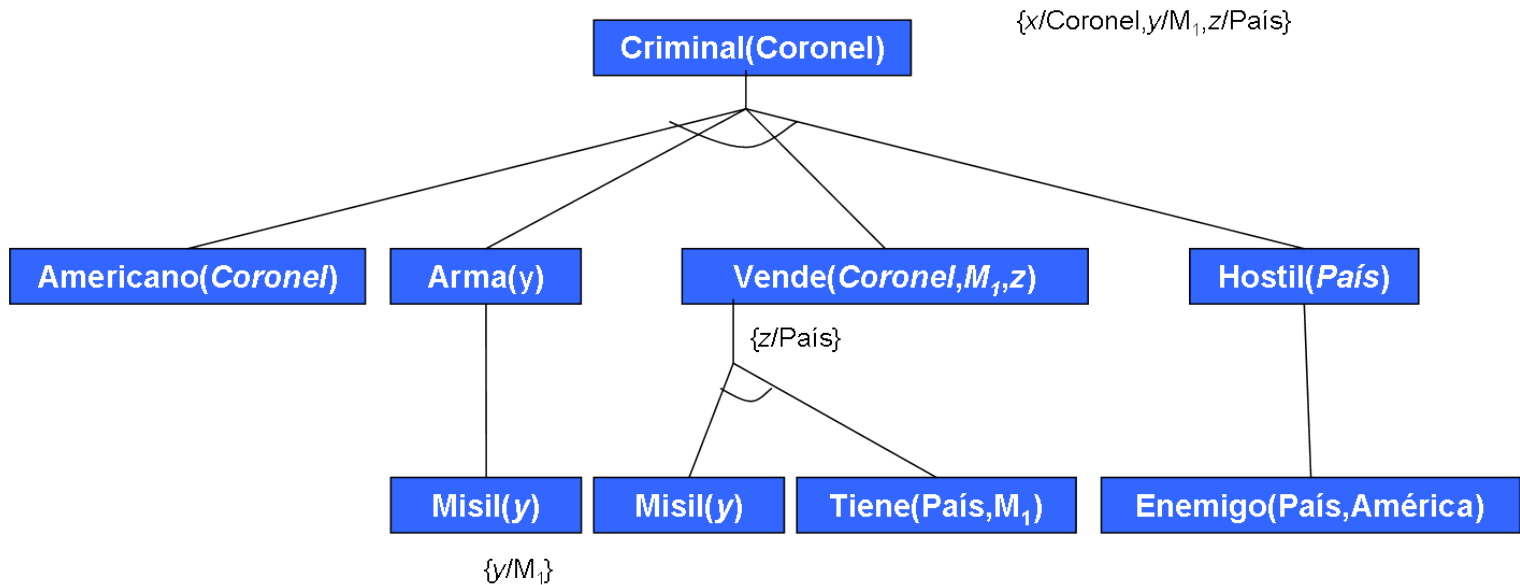 {x/Coronel,y/M₁,z/País}
Criminal(Coronel)
Americano(Coronel)
Arma(y)
Vende(Coronel,M₁,z)
Hostil(País)
{z/País}
Misil(y)
Misil(y)
Tiene(País,M₁)
Enemigo(País,América)
{y/M₁}